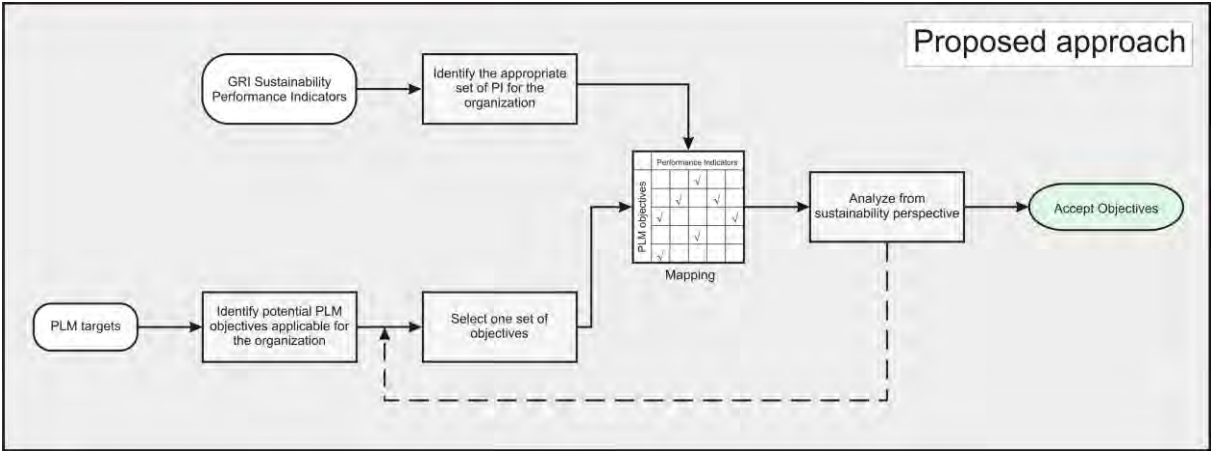 Proposed approach
GRI Sustainability
Performance Indicators
Identify the appropriate
set of PI for the
organization
Performance Indicators
PLM objectives
√
√ √
√ √
√
√
Mapping
Analyze from
sustainability perspective
Accept Objectives
PLM targets
Identify potential PLM
objectives applicable for
the organization
Select one set of
objectives